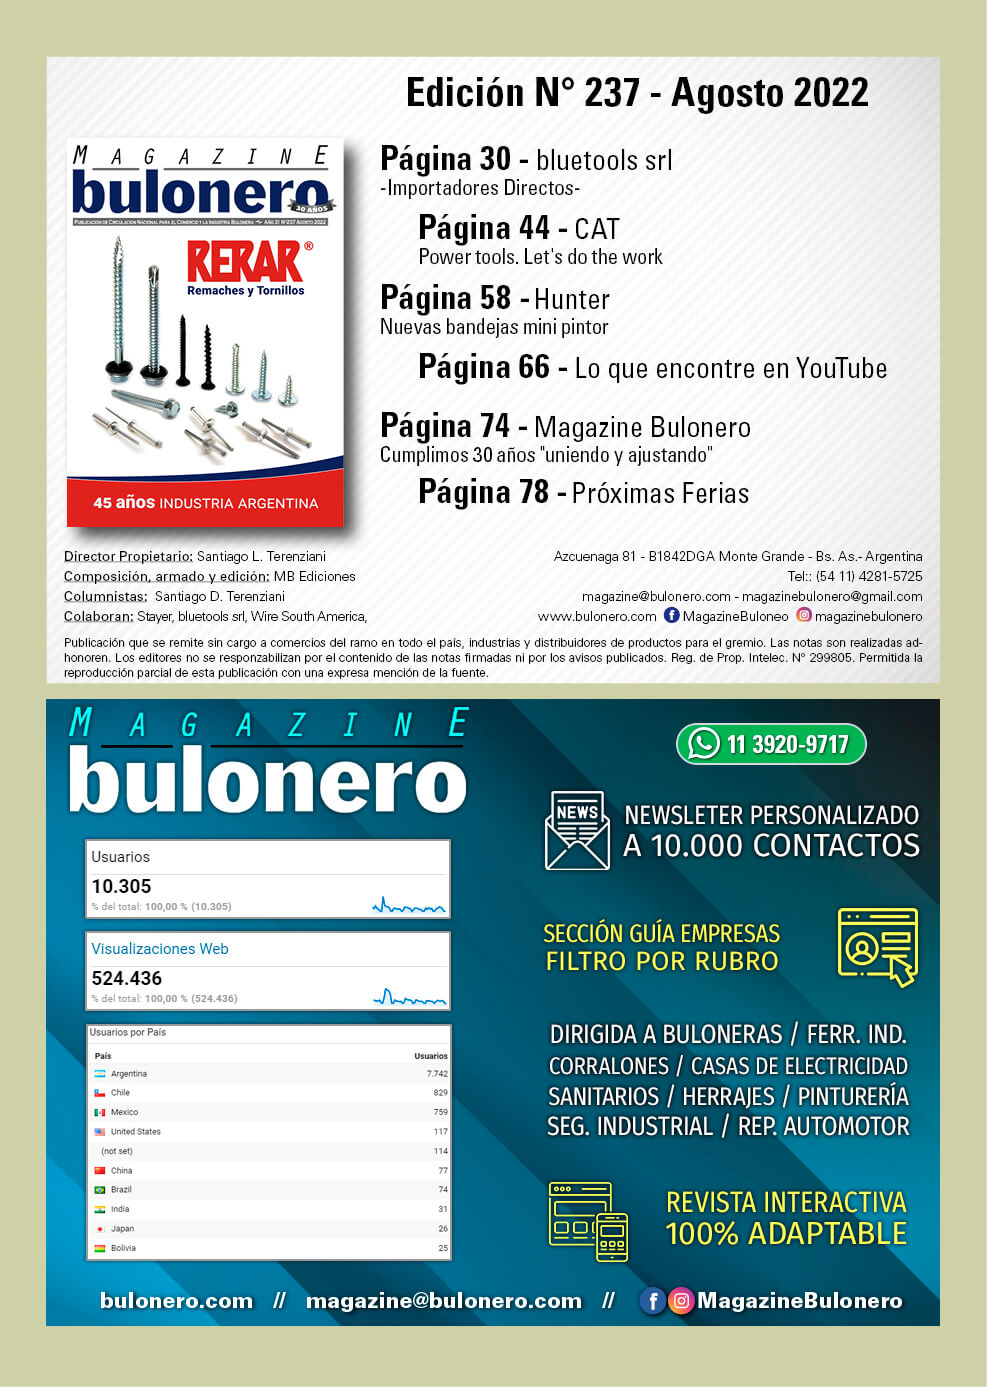 Edición N° 237 - Agosto 2022
MAGAZINE
bulonero
30 AÑOS
PUBLICACIÓN DE CIRCULACIÓN NACIONAL PARA EL COMERCIO Y LA INDUSTRIA BULONERA AÑO 31 Nº237 AGOSTO 2022
RERAR®
Remaches y Tornillos
45 años INDUSTRIA ARGENTINA
Página 30 - bluetools srl
-Importadores Directos-
Página 44 - CAT
Power tools. Let's do the work
Página 58 - Hunter
Nuevas bandejas mini pintor
Página 66 - Lo que encontre en YouTube
Página 74 - Magazine Bulonero
Cumplimos 30 años "uniendo y ajustando"
Página 78 - Próximas Ferias
Director Propietario: Santiago L. Terenziani
Composición, armado y edición: MB Ediciones
Columnistas: Santiago D. Terenziani
Colaboran: Stayer, bluetools srl, Wire South America,
Azcuenaga 81 - B1842DGA Monte Grande - Bs. As.- Argentina
Tel:: (54 11) 4281-5725
magazine@bulonero.com - magazinebulonero@gmail.com
www.bulonero.com MagazineBuloneo magazinebulonero
Publicación que se remite sin cargo a comercios del ramo en todo el país, industrias y distribuidores de productos para el gremio. Las notas son realizadas ad-
honoren. Los editores no se responzabilizan por el contenido de las notas firmadas ni por los avisos publicados. Reg. de Prop. Intelec. N° 299805. Permitida la
reproducción parcial de esta publicación con una expresa mención de la fuente.
MAGAZINE
bulonero
11 3920-9717
NEWS
NEWSLETER PERSONALIZADO
A 10.000 CONTACTOS
Usuarios
10.305
% del total: 100,00 % (10.305)
Visualizaciones Web
524.436
% del total: 100,00 % (524.436)
Usuarios por País
País Usuarios
Argentina 7.742
Chile 829
Mexico 759
United States 117
(not set) 114
China 77
Brazil 74
India 31
Japan 26
Bolivia 25
SECCIÓN GUÍA EMPRESAS
FILTRO POR RUBRO
DIRIGIDA A BULONERAS / FERR. IND.
CORRALONES / CASAS DE ELECTRICIDAD
SANITARIOS / HERRAJES / PINTURERÍA
SEG. INDUSTRIAL / REP. AUTOMOTOR
REVISTA INTERACTIVA
100% ADAPTABLE
bulonero.com // magazine@bulonero.com // MagazineBulonero